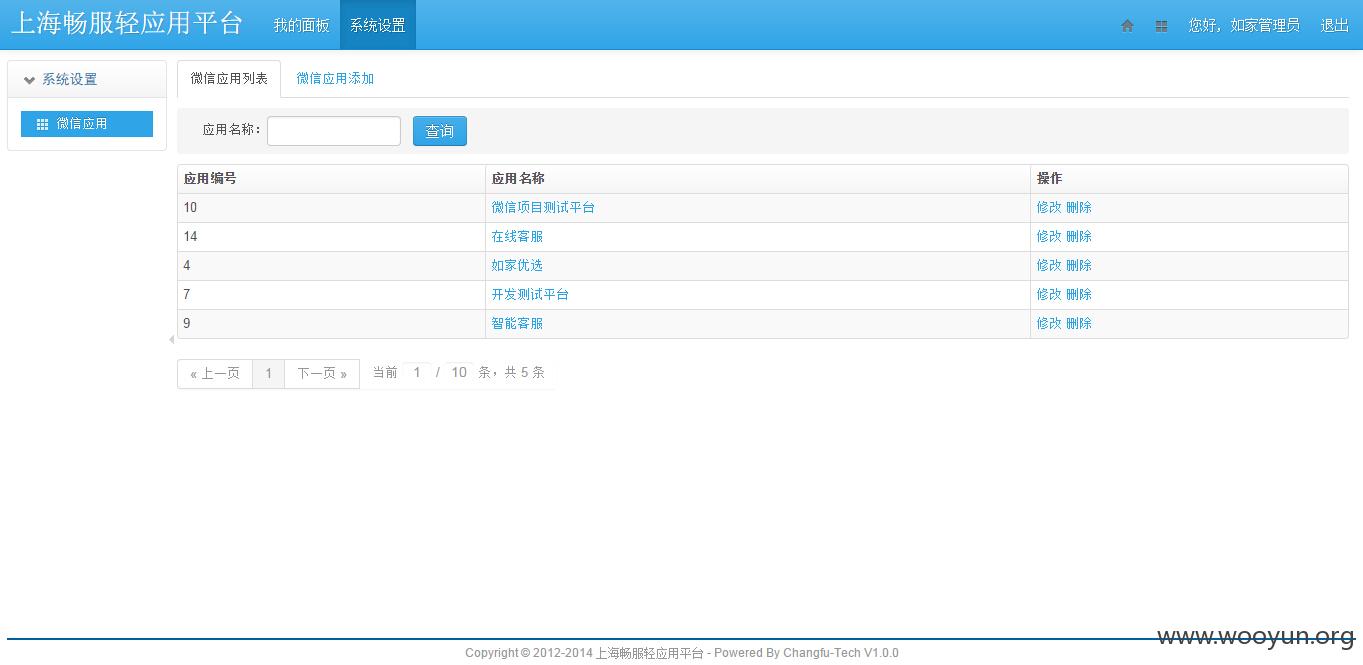 上海畅服轻应用平台 我的面板 系统设置 您好，如家管理员 退出
系统设置
微信应用
微信应用列表 微信应用添加
应用名称： 查询
应用编号 应用名称 操作
10 微信项目测试平台 修改 删除
14 在线客服 修改 删除
4 如家优选 修改 删除
7 开发测试平台 修改 删除
9 智能客服 修改 删除
« 上一页 1 下一页 » 当前 1 / 10 条，共 5 条
www.wooyun.org
Copyright © 2012-2014 上海畅服轻应用平台 - Powered By Changfu-Tech V1.0.0